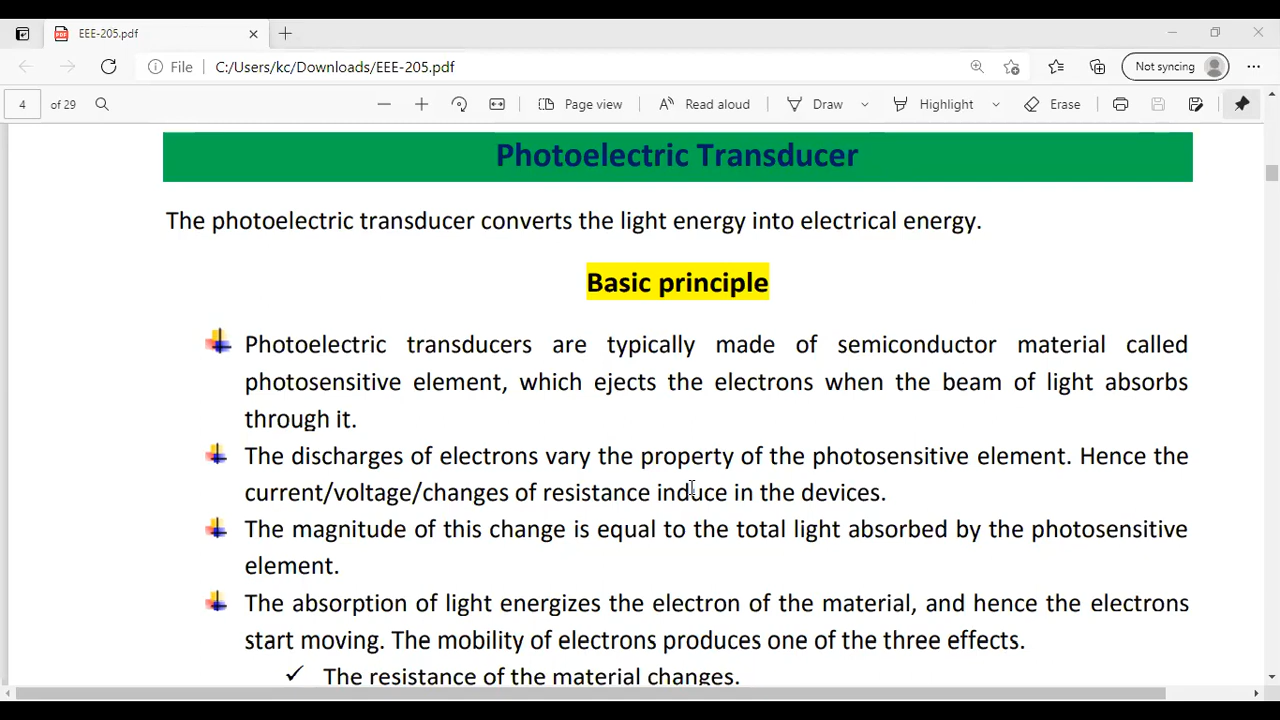 EEE-205.pdf
File C:/Users/kc/Downloads/EEE-205.pdf Not syncing
4 of 29 Page view Read aloud Draw Highlight Erase
Photoelectric Transducer
The photoelectric transducer converts the light energy into electrical energy.
Basic principle
Photoelectric transducers are typically made of semiconductor material called
photosensitive element, which ejects the electrons when the beam of light absorbs
through it.
The discharges of electrons vary the property of the photosensitive element. Hence the
current/voltage/changes of resistance induce in the devices.
The magnitude of this change is equal to the total light absorbed by the photosensitive
element.
The absorption of light energizes the electron of the material, and hence the electrons
start moving. The mobility of electrons produces one of the three effects.
The resistance of the material changes.